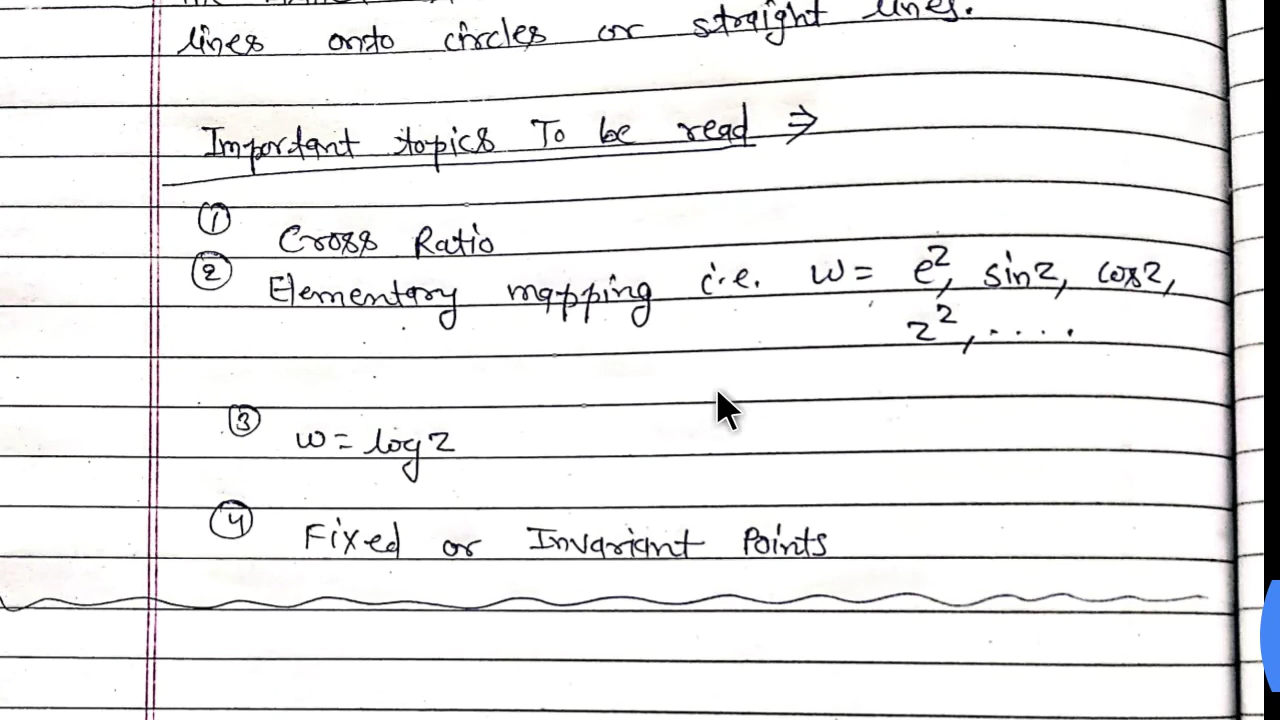 lines onto circles or straight lines.
Important topics To be read ⇒
① Cross Ratio
② Elementary mapping i.e. w = e^z, sin z, cos z,
z^2, ....
③ w = log z
④ Fixed or Invariant Points